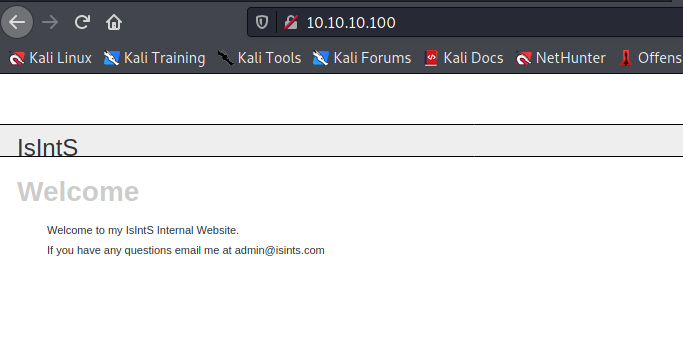 10.10.10.100
Kali Linux Kali Training Kali Tools Kali Forums Kali Docs NetHunter Offens
IsIntS
Welcome
Welcome to my IsIntS Internal Website.
If you have any questions email me at admin@isints.com